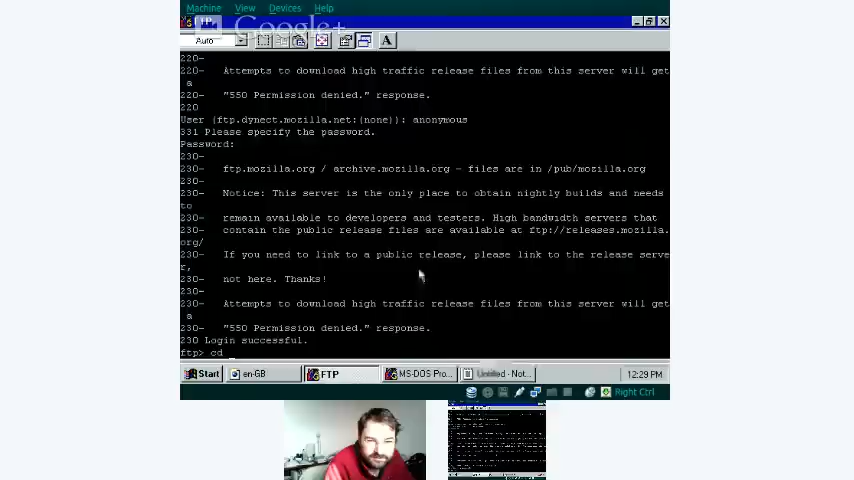 Machine View Devices Help
Google+
FTP
Auto
A
220-
220- Attempts to download high traffic release files from this server will get
a
220- "550 Permission denied." response.
220
User (ftp.dynect.mozilla.net:(none)): anonymous
331 Please specify the password.
Password:
230-
230- ftp.mozilla.org / archive.mozilla.org - files are in /pub/mozilla.org
230-
230- Notice: This server is the only place to obtain nightly builds and needs
to
230- remain available to developers and testers. High bandwidth servers that
230- contain the public release files are available at ftp://releases.mozilla.
org/
230- If you need to link to a public release, please link to the release serve
r,
230- not here. Thanks!
230-
230- Attempts to download high traffic release files from this server will get
a
230- "550 Permission denied." response.
230 Login successful.
ftp> cd _
Start en-GB FTP MS-DOS Pro... Untitled - Not... 12:29 PM
Right Ctrl